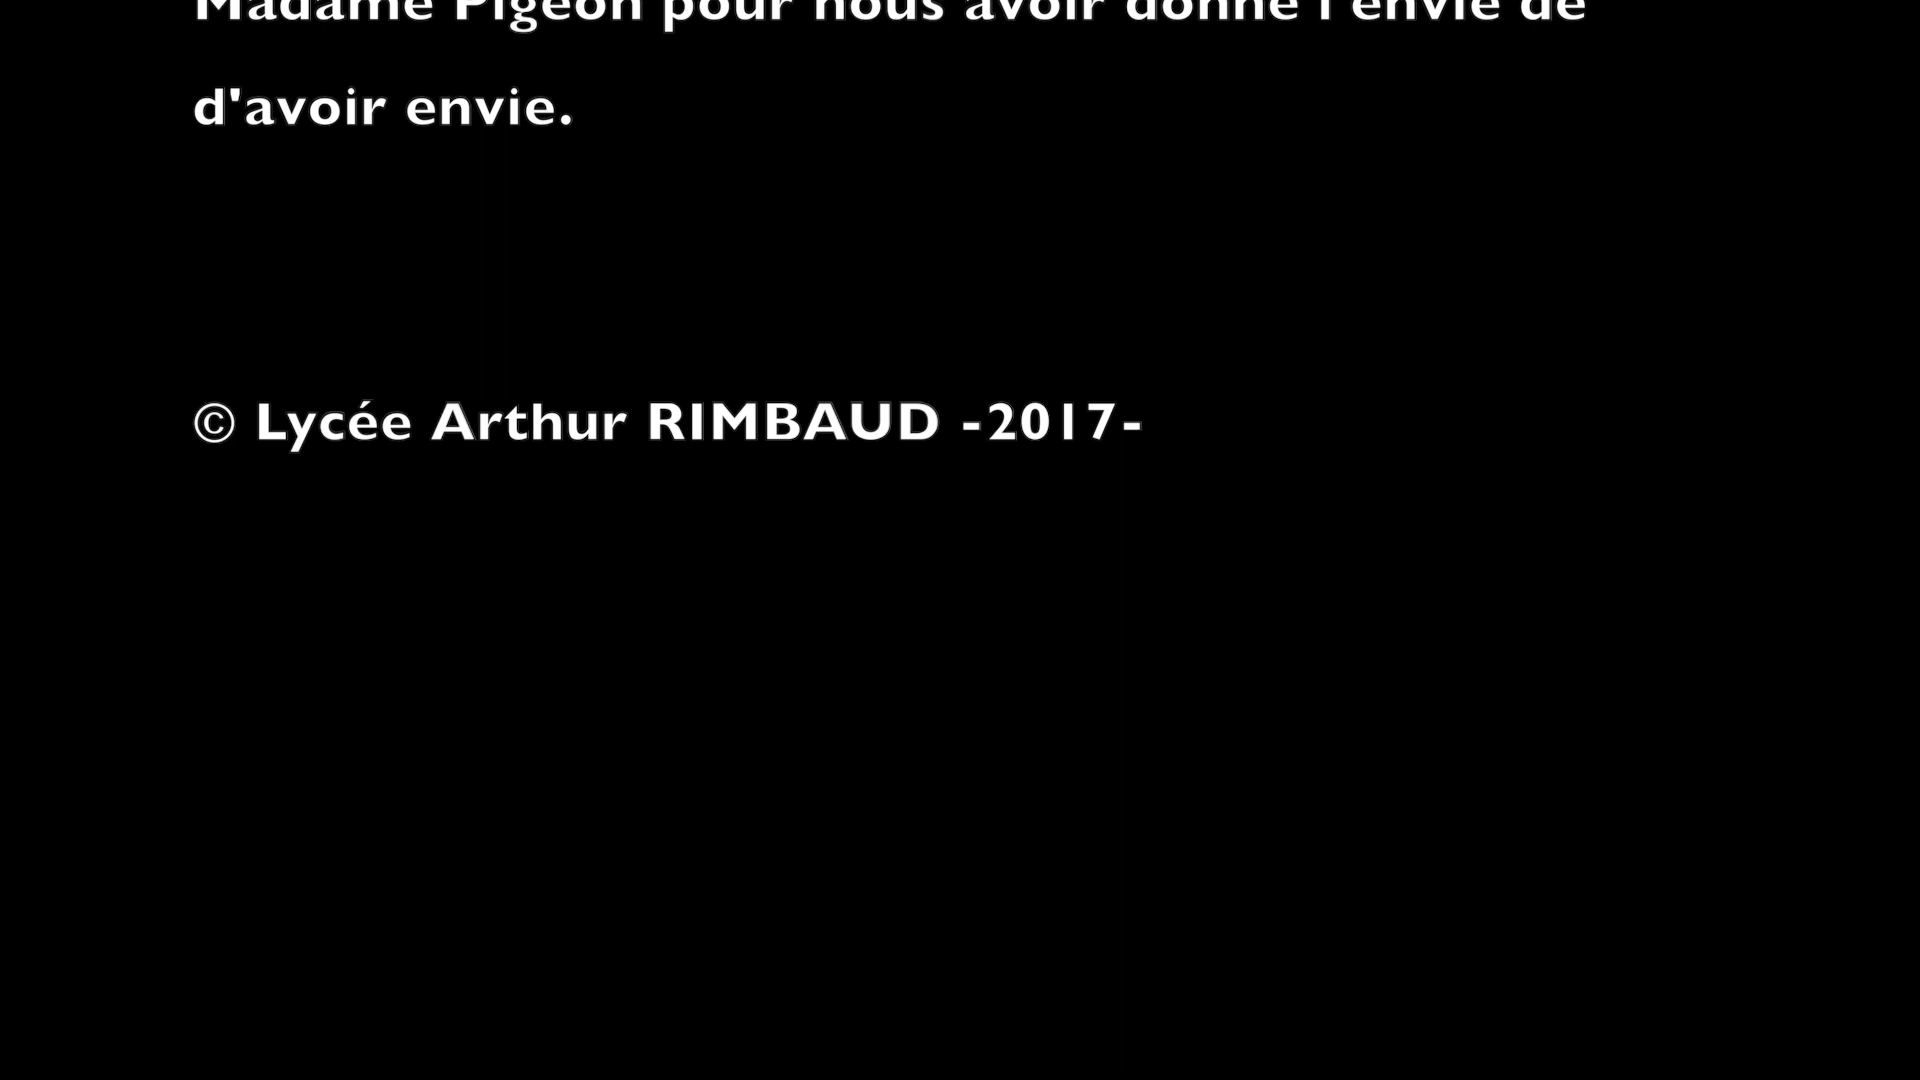 Madame Pigeon pour nous avoir donné l'envie de
d'avoir envie.
© Lycée Arthur RIMBAUD -2017-